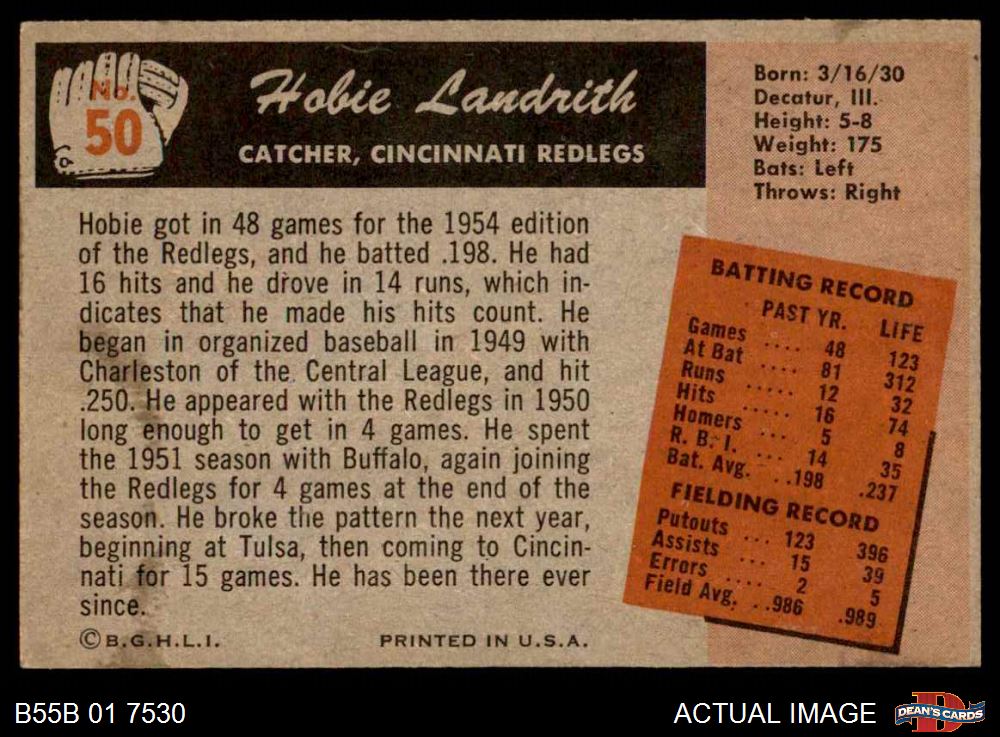 No.
50
Hobie Landrith
CATCHER, CINCINNATI REDLEGS
Born: 3/16/30
Decatur, Ill.
Height: 5-8
Weight: 175
Bats: Left
Throws: Right
Hobie got in 48 games for the 1954 edition
of the Redlegs, and he batted .198. He had
16 hits and he drove in 14 runs, which in-
dicates that he made his hits count. He
began in organized baseball in 1949 with
Charleston of the Central League, and hit
.250. He appeared with the Redlegs in 1950
long enough to get in 4 games. He spent
the 1951 season with Buffalo, again joining
the Redlegs for 4 games at the end of the
season. He broke the pattern the next year,
beginning at Tulsa, then coming to Cincin-
nati for 15 games. He has been there ever
since.
©B.G.H.L.I. PRINTED IN U.S.A.
BATTING RECORD
PAST YR. LIFE
Games .... 48 123
At Bat .... 81 312
Runs ..... 12 32
Hits ..... 16 74
Homers ... 5 8
R. B. I. .... 14 35
Bat. Avg. . .198 .237
FIELDING RECORD
Putouts ... 123 396
Assists ... 15 39
Errors .... 2 5
Field Avg. . .986 .989
B55B 01 7530
ACTUAL IMAGE
DEAN'S CARDS